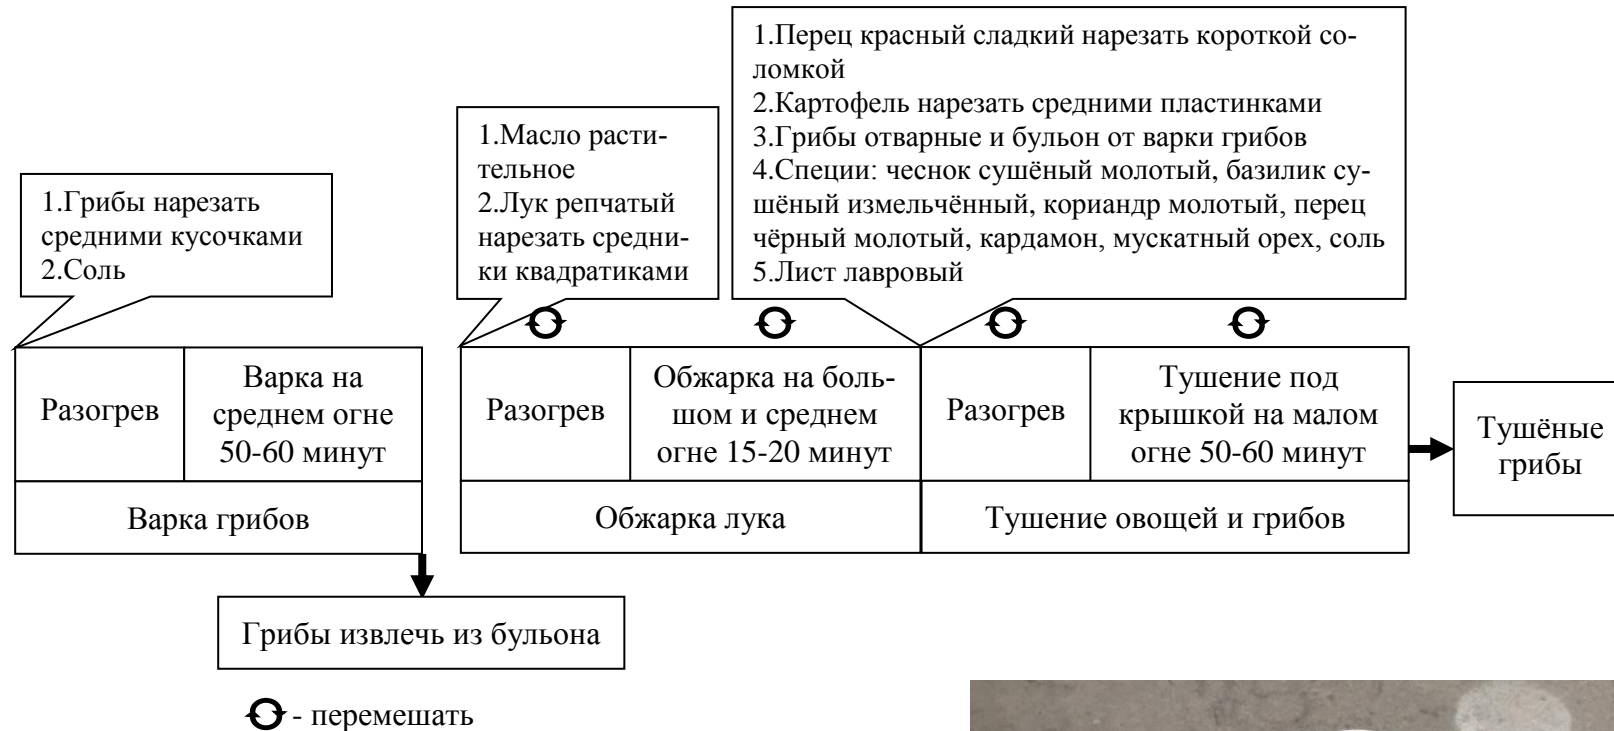 1.Перец красный сладкий нарезать короткой со-
ломкой
2.Картофель нарезать средними пластинками
3.Грибы отварные и бульон от варки грибов
4.Специи: чеснок сушёный молотый, базилик су-
шёный измельчённый, кориандр молотый, перец
чёрный молотый, кардамон, мускатный орех, соль
5.Лист лавровый
1.Масло расти-
тельное
2.Лук репчатый
нарезать средни-
ки квадратиками
1.Грибы нарезать
средними кусочками
2.Соль
Разогрев
Варка на
среднем огне
50-60 минут
Варка грибов
Разогрев
Обжарка на боль-
шом и среднем
огне 15-20 минут
Обжарка лука
Разогрев
Тушение под
крышкой на малом
огне 50-60 минут
Тушение овощей и грибов
Тушёные
грибы
Грибы извлечь из бульона
- перемешать